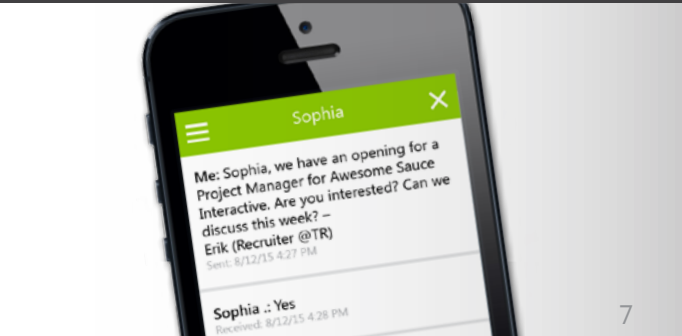 Sophia
Me: Sophia, we have an opening for a
Project Manager for Awesome Sauce
Interactive. Are you interested? Can we
discuss this week? –
Erik (Recruiter @TR)
Sent: 8/12/15 4:27 PM
Sophia .: Yes
Received: 8/12/15 4:28 PM
7